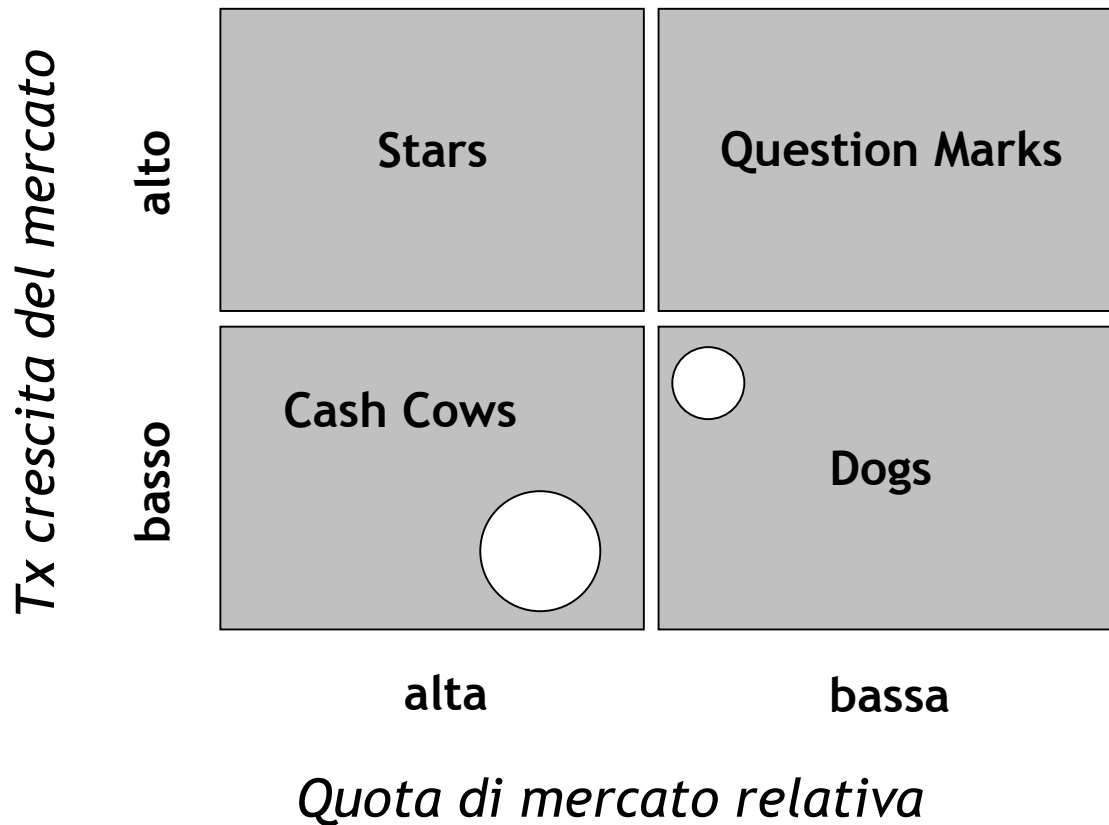 Tx crescita del mercato
alto
Stars
Question Marks
basso
Cash Cows
Dogs
alta
bassa
Quota di mercato relativa